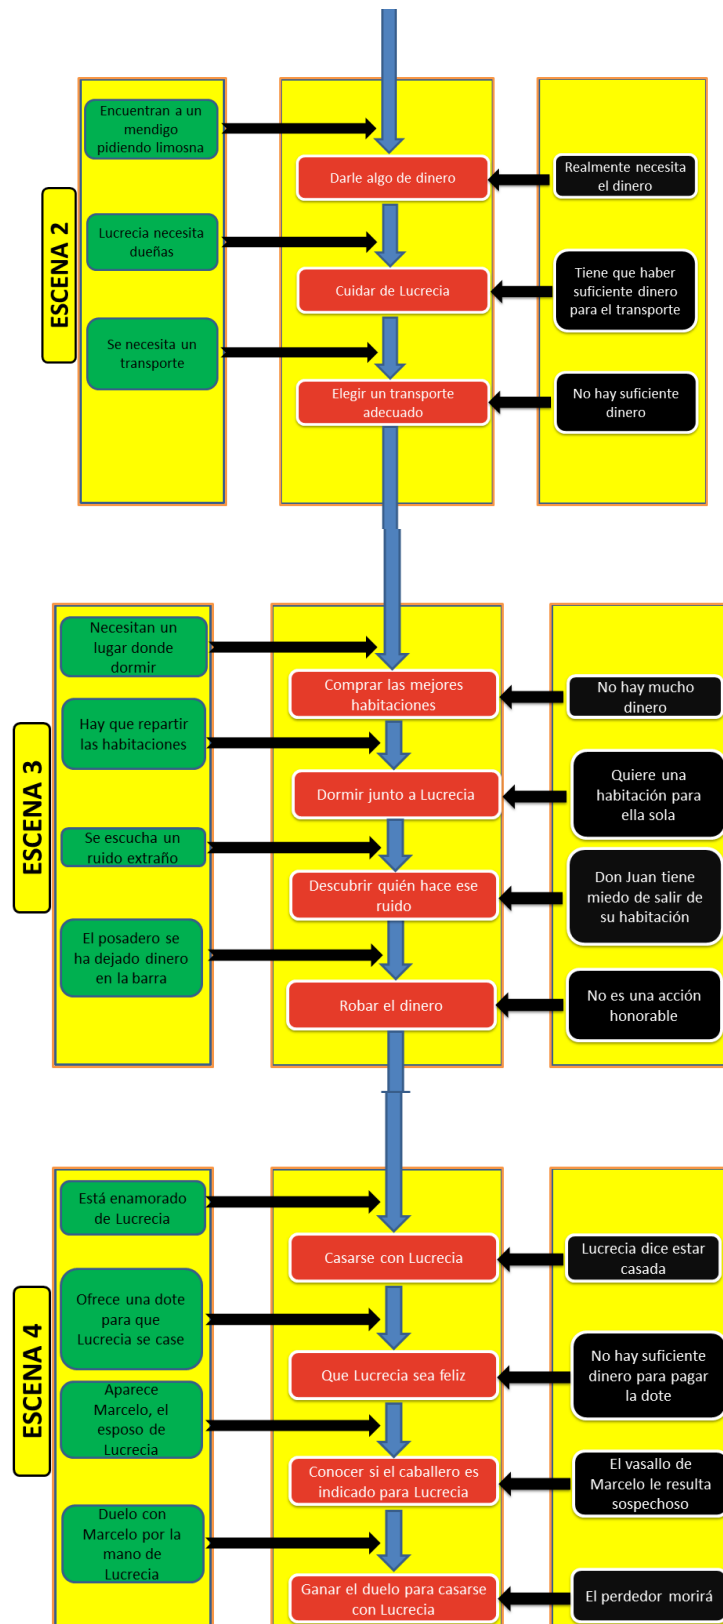 ESCENA 2
Encuentran a un
mendigo
pidiendo limosna
Darle algo de dinero
Realmente necesita
el dinero
Lucrecia necesita
dueñas
Cuidar de Lucrecia
Tiene que haber
suficiente dinero
para el transporte
Se necesita un
transporte
Elegir un transporte
adecuado
No hay suficiente
dinero
ESCENA 3
Necesitan un
lugar donde
dormir
Comprar las mejores
habitaciones
No hay mucho
dinero
Hay que repartir
las habitaciones
Dormir junto a Lucrecia
Quiere una
habitación para
ella sola
Se escucha un
ruido extraño
Descubrir quién hace ese
ruido
Don Juan tiene
miedo de salir de
su habitación
El posadero se
ha dejado dinero
en la barra
Robar el dinero
No es una acción
honorable
ESCENA 4
Está enamorado
de Lucrecia
Casarse con Lucrecia
Lucrecia dice estar
casada
Ofrece una dote
para que
Lucrecia se case
Que Lucrecia sea feliz
No hay suficiente
dinero para pagar
la dote
Aparece
Marcelo, el
esposo de
Lucrecia
Conocer si el caballero es
indicado para Lucrecia
El vasallo de
Marcelo le resulta
sospechoso
Duelo con
Marcelo por la
mano de
Lucrecia
Ganar el duelo para casarse
con Lucrecia
El perdedor morirá